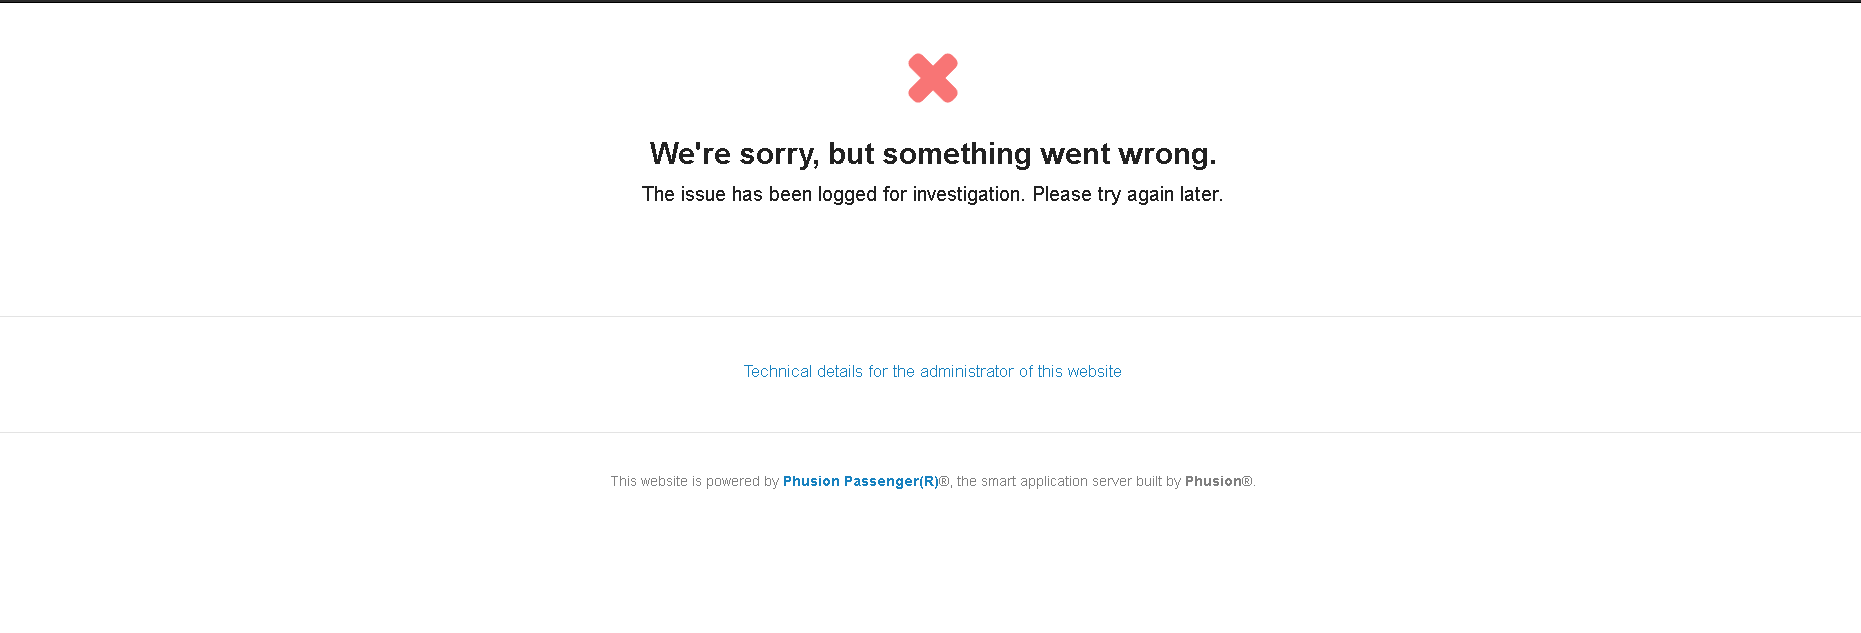 We're sorry, but something went wrong.
The issue has been logged for investigation. Please try again later.
Technical details for the administrator of this website
This website is powered by Phusion Passenger(R)®, the smart application server built by Phusion®.